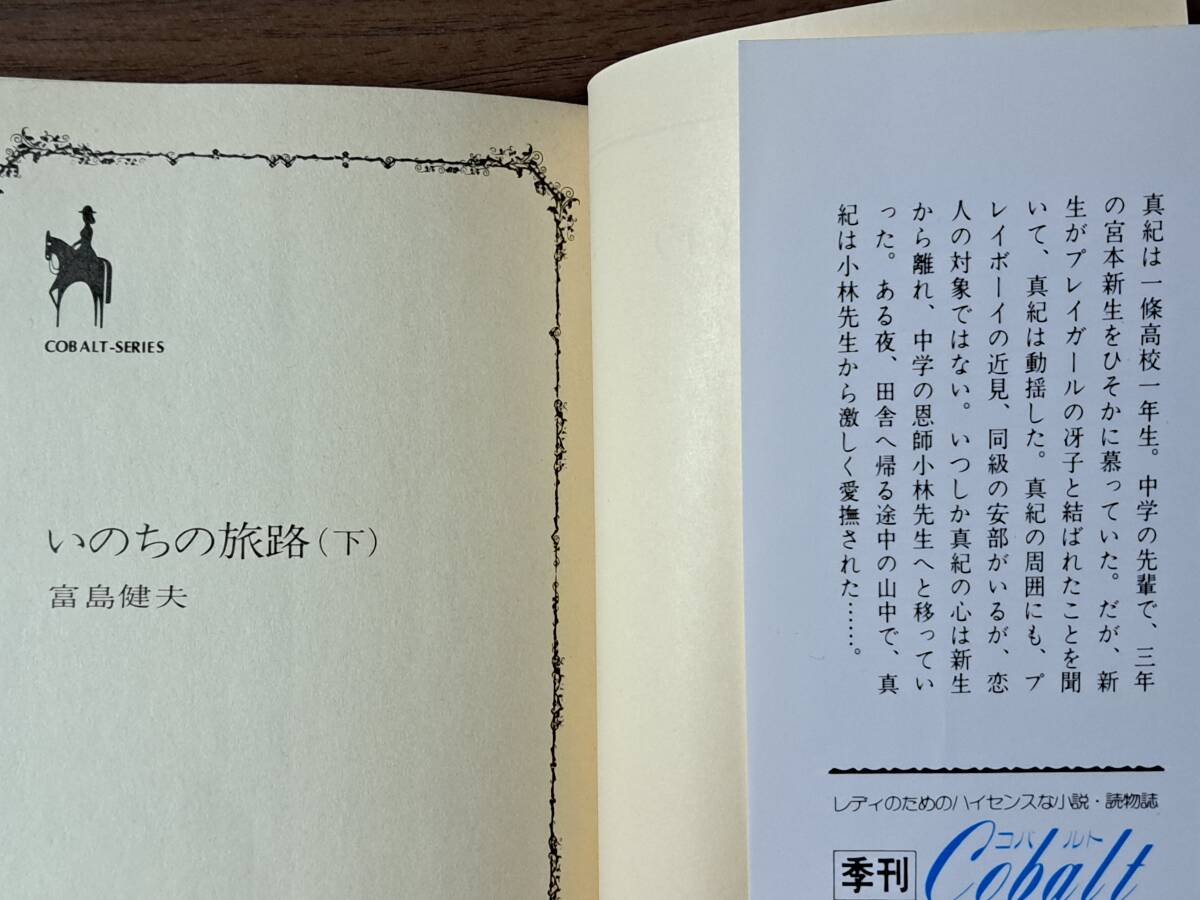 COBALT-SERIES
いのちの旅路(下)
富島健夫
真紀は一條高校一年生。中学の先輩で、三年
の宮本新生をひそかに慕っていた。だが、新
生がプレイガールの冴子と結ばれたことを聞
いて、真紀は動揺した。真紀の周囲にも、プ
レイボーイの近見、同級の安部がいるが、恋
人の対象ではない。いつしか真紀の心は新生
から離れ、中学の恩師小林先生へと移ってい
った。ある夜、田舎へ帰る途中の山中で、真
紀は小林先生から激しく愛撫された……。
レディのためのハイセンスな小説・読物誌
季刊
コバルト
Cobalt